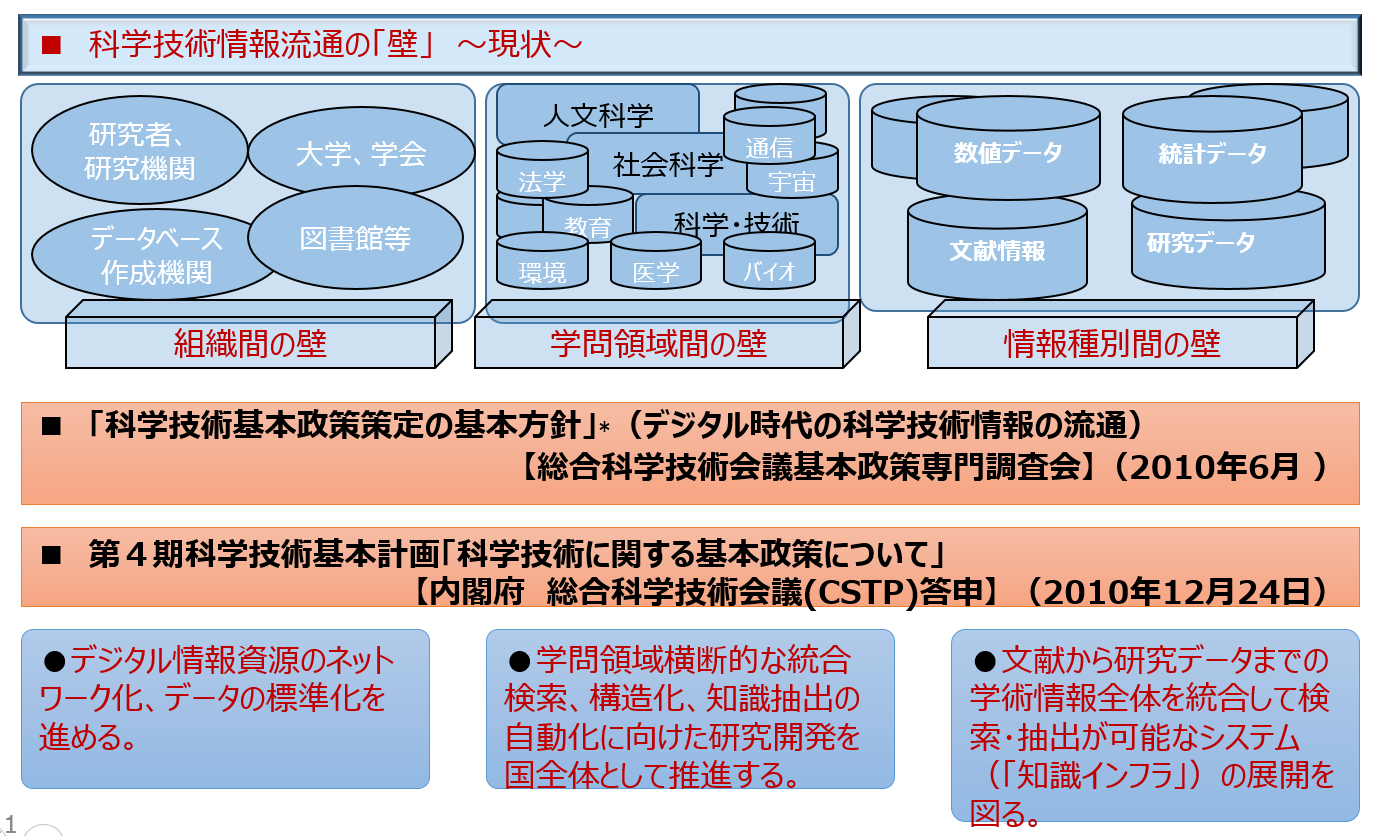 ■ 科学技術情報流通の「壁」 ～現状～
研究者、
研究機関
大学、学会
データベース
作成機関
図書館等
組織間の壁
人文科学
社会科学
科学・技術
通信
宇宙
法学
教育
環境
医学
バイオ
学問領域間の壁
数値データ
統計データ
文献情報
研究データ
情報種別間の壁
■ 「科学技術基本政策策定の基本方針」*（デジタル時代の科学技術情報の流通）
【総合科学技術会議基本政策専門調査会】（2010年6月 ）
■ 第４期科学技術基本計画「科学技術に関する基本政策について」
【内閣府 総合科学技術会議(CSTP)答申】（2010年12月24日）
●デジタル情報資源のネット
ワーク化、データの標準化を
進める。
●学問領域横断的な統合
検索、構造化、知識抽出の
自動化に向けた研究開発を
国全体として推進する。
●文献から研究データまでの
学術情報全体を統合して検
索・抽出が可能なシステム
（「知識インフラ」）の展開を
図る。
1